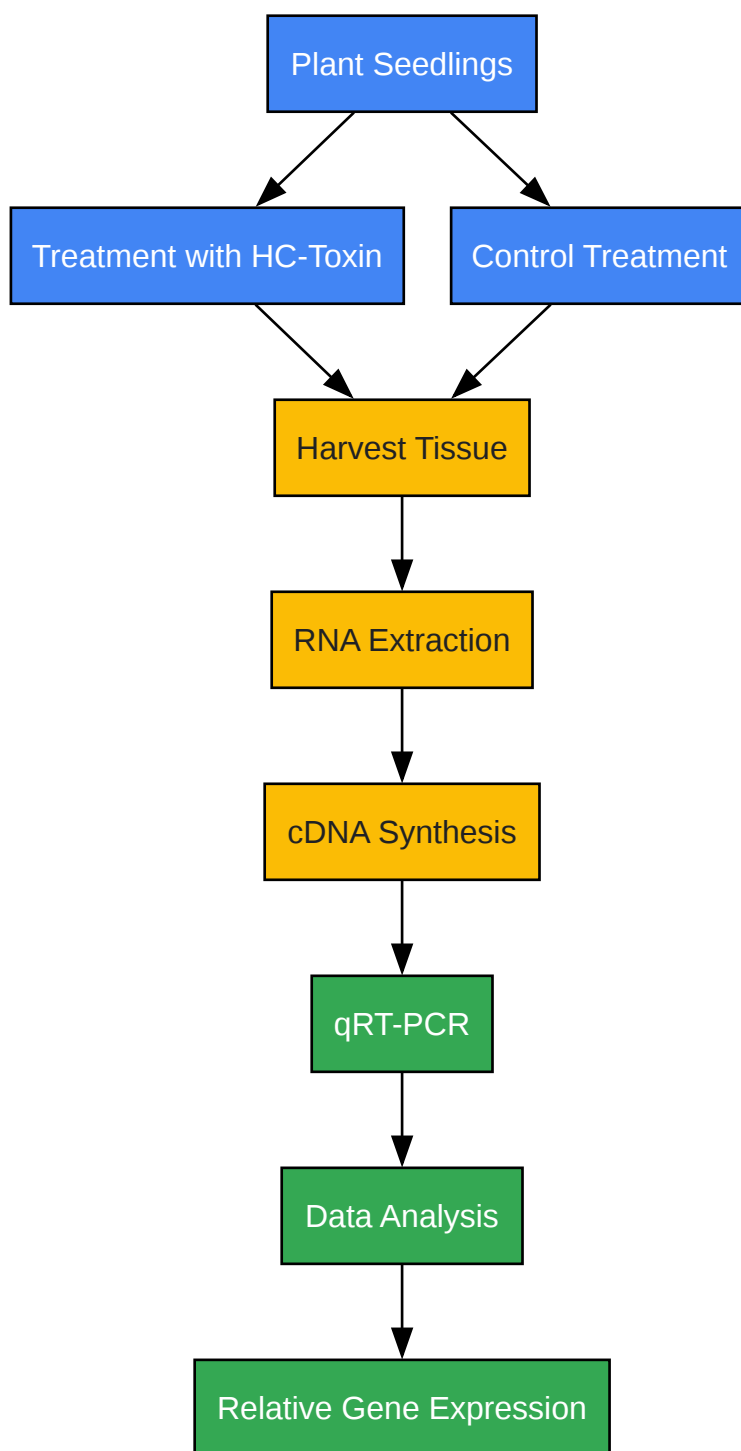 Plant Seedlings
Treatment with HC-Toxin
Control Treatment
Harvest Tissue
RNA Extraction
cDNA Synthesis
qRT-PCR
Data Analysis
Relative Gene Expression